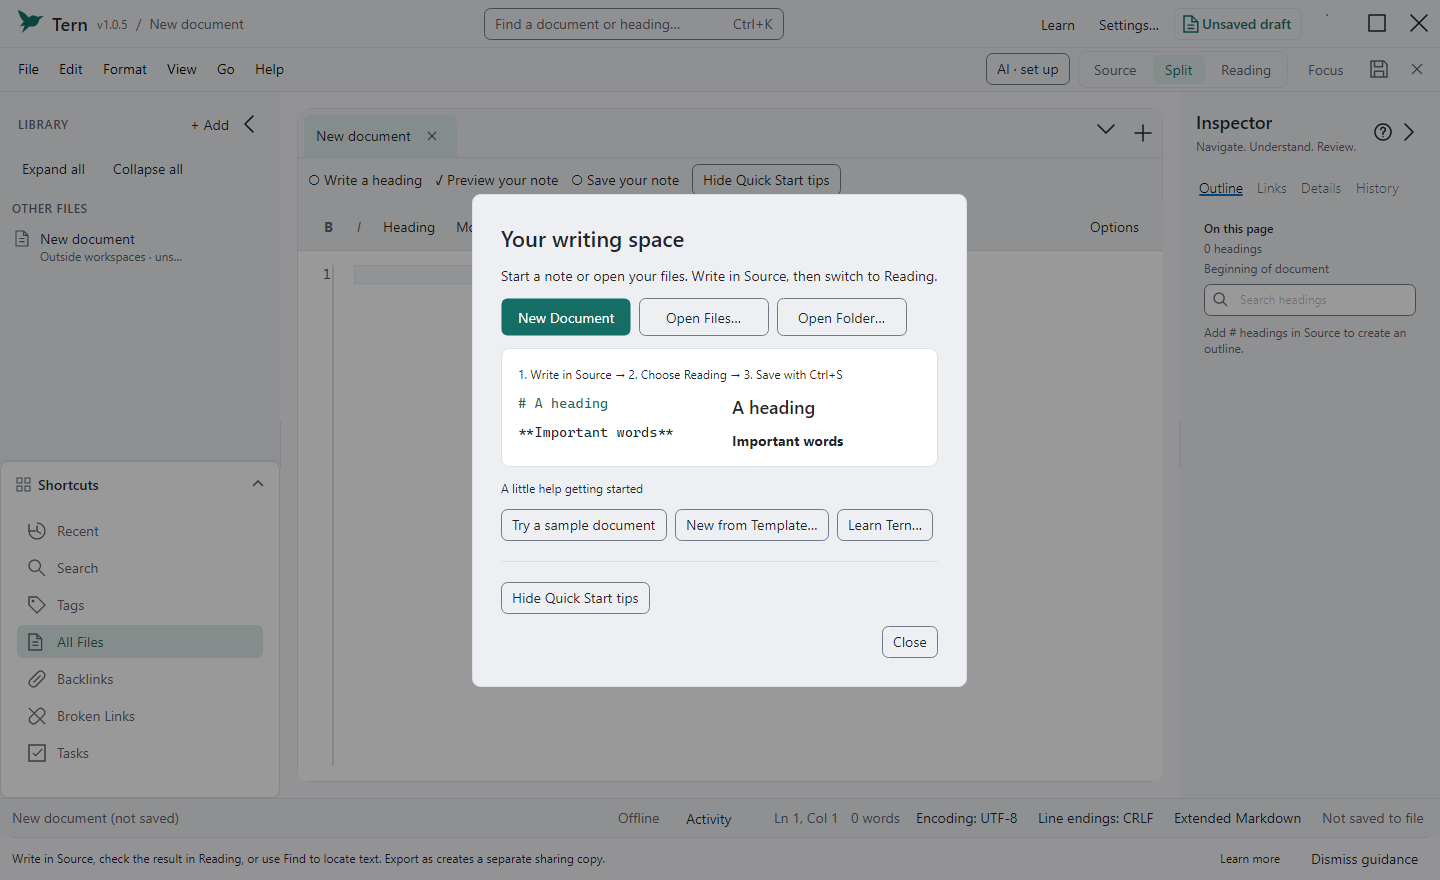 Tern v1.0.5 / New document
Find a document or heading... Ctrl+K
Learn Settings... Unsaved draft
File Edit Format View Go Help
AI · set up Source Split Reading Focus
LIBRARY + Add
Expand all Collapse all
OTHER FILES
New document
Outside workspaces · uns...
Shortcuts
Recent
Search
Tags
All Files
Backlinks
Broken Links
Tasks
New document
○ Write a heading ✓ Preview your note ○ Save your note Hide Quick Start tips
B I Heading Mo Options
1
Your writing space
Start a note or open your files. Write in Source, then switch to Reading.
New Document Open Files... Open Folder...
1. Write in Source → 2. Choose Reading → 3. Save with Ctrl+S
# A heading A heading
**Important words** Important words
A little help getting started
Try a sample document New from Template... Learn Tern...
Hide Quick Start tips
Close
Inspector
Navigate. Understand. Review.
Outline Links Details History
On this page
0 headings
Beginning of document
Search headings
Add # headings in Source to create an
outline.
New document (not saved) Offline Activity Ln 1, Col 1 0 words Encoding: UTF-8 Line endings: CRLF Extended Markdown Not saved to file
Write in Source, check the result in Reading, or use Find to locate text. Export as creates a separate sharing copy. Learn more Dismiss guidance